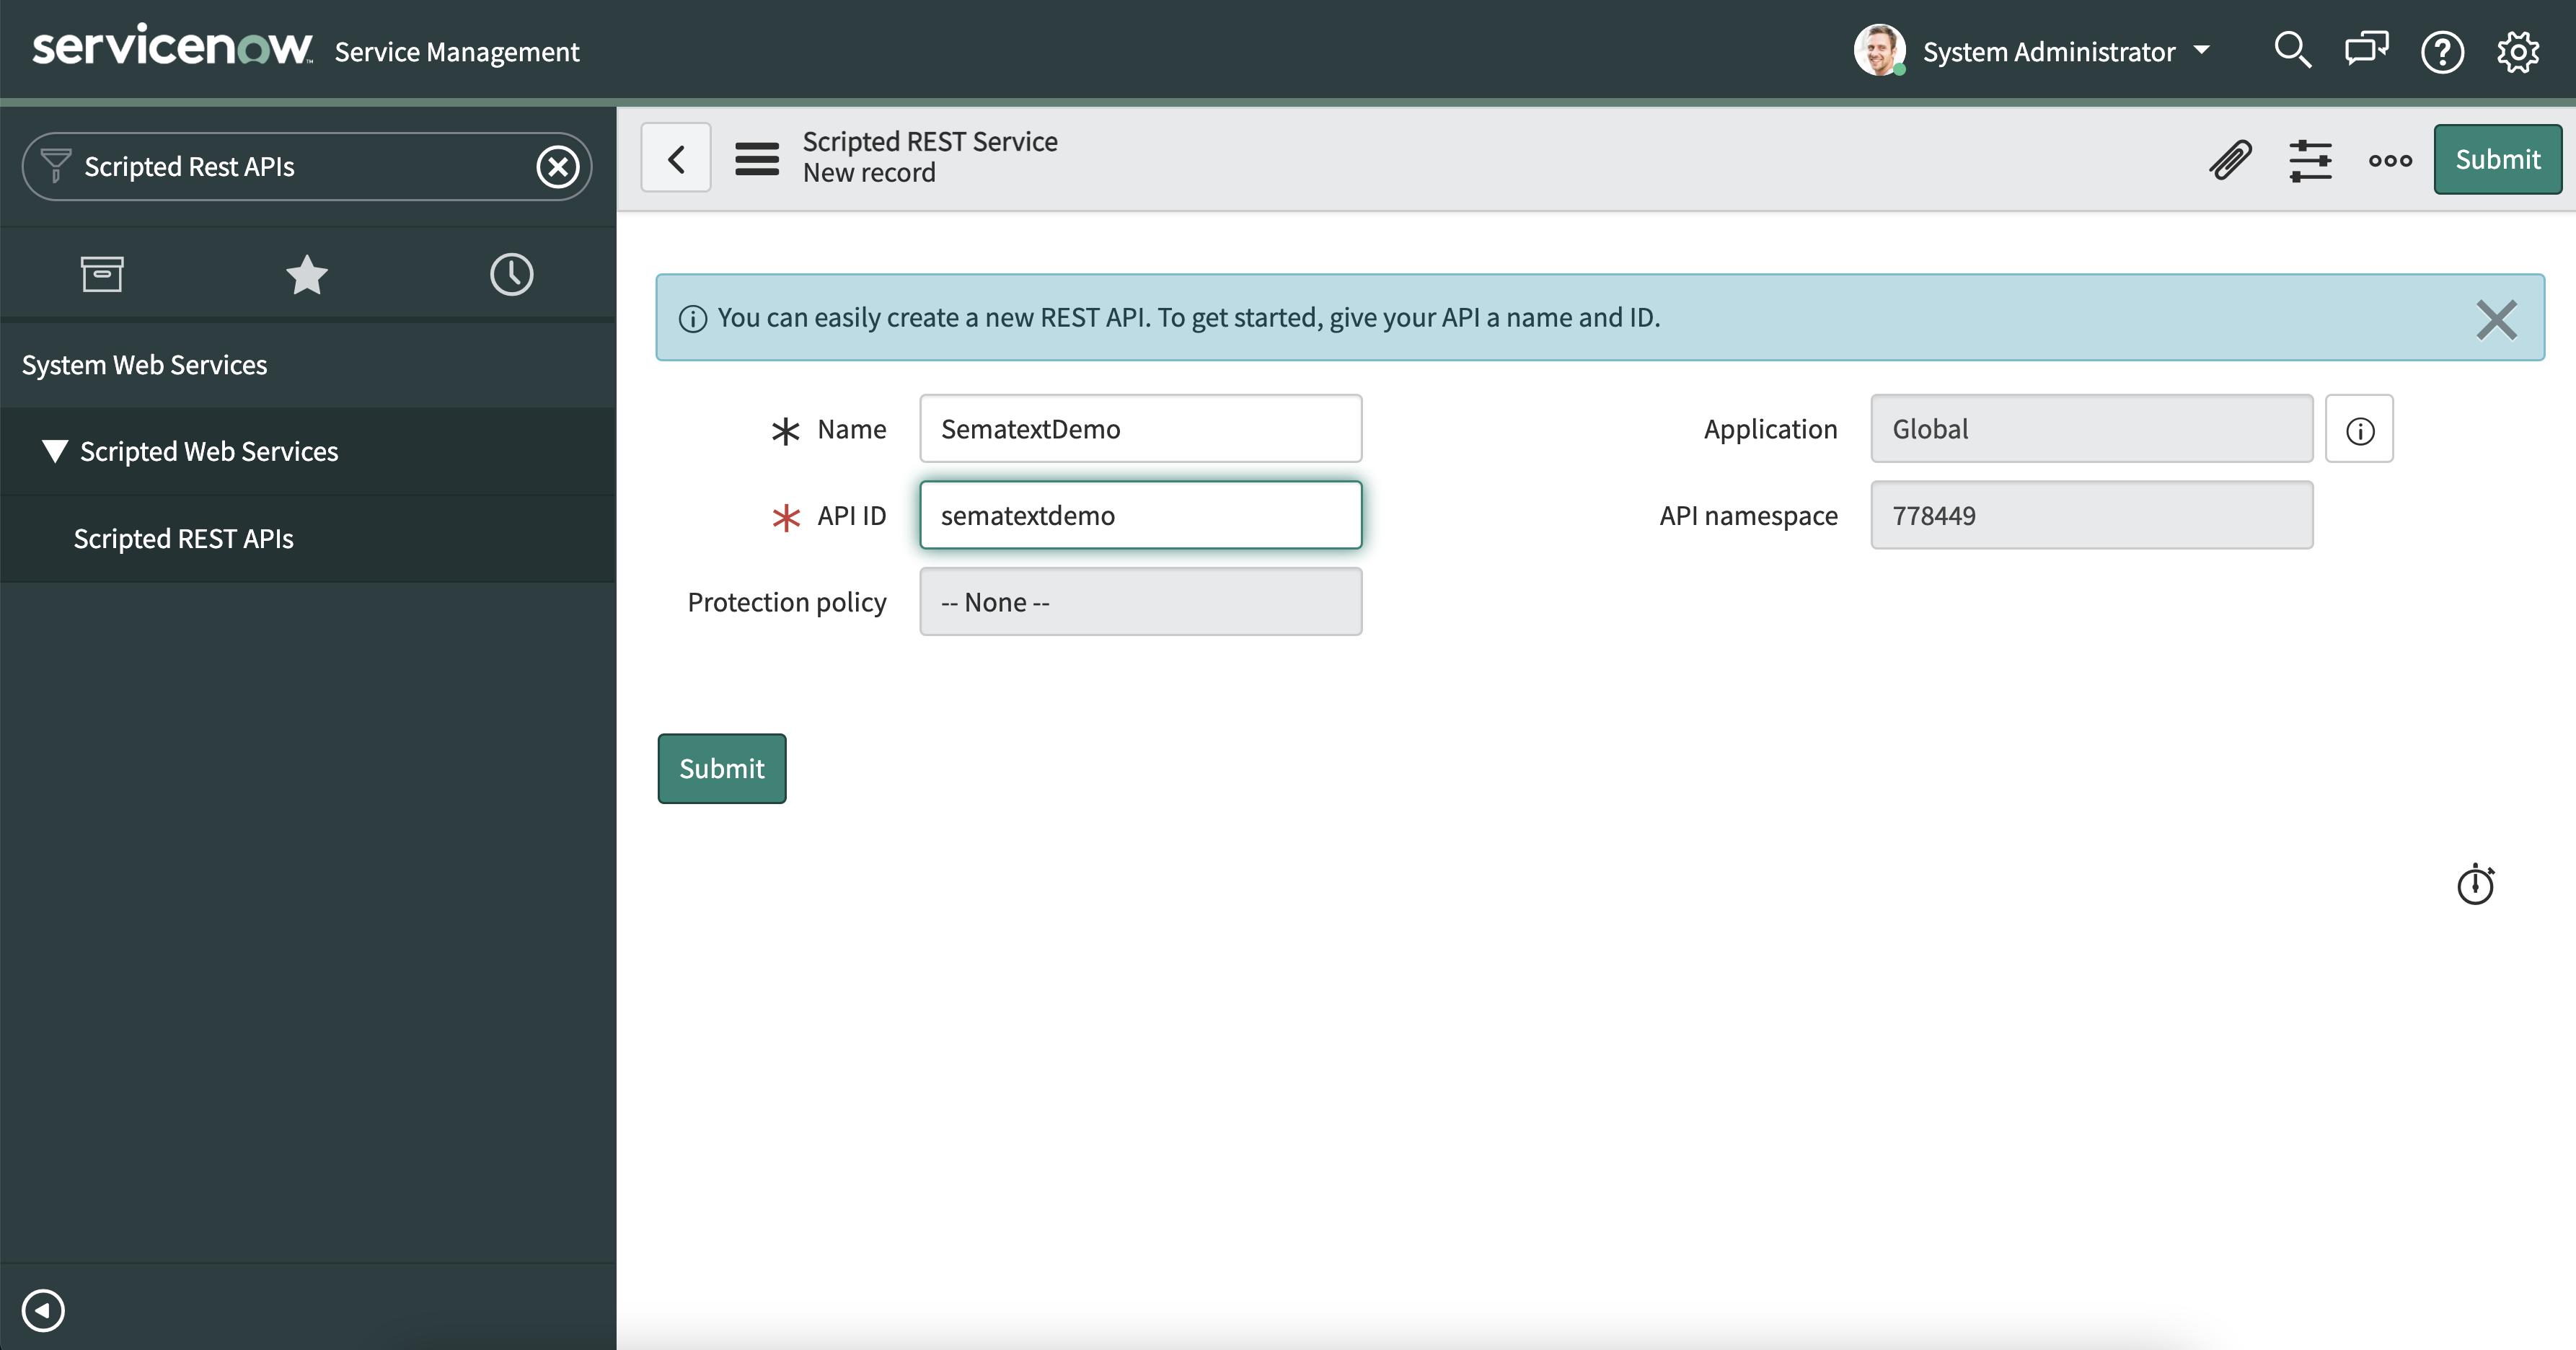 servicenow Service Management
System Administrator
Scripted Rest APIs
System Web Services
Scripted Web Services
Scripted REST APIs
Scripted REST Service
New record
Submit
You can easily create a new REST API. To get started, give your API a name and ID.
* Name SematextDemo
Application Global
* API ID sematextdemo
API namespace 778449
Protection policy -- None --
Submit